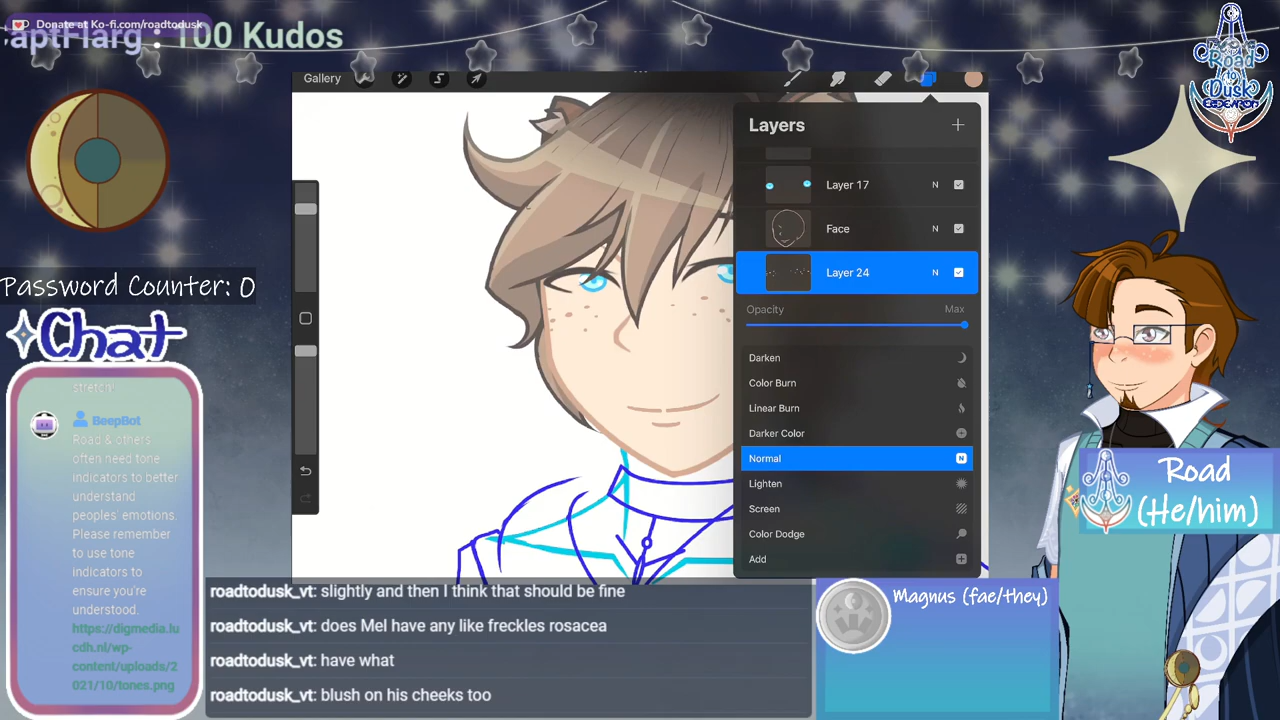 Donate at Ko-fi.com/roadtodusk
aptFlarg : 100 Kudos
Road
to
Dusk
Gallery
Layers
Layer 17
N
Face
N
Layer 24
N
Opacity
Max
Darken
Color Burn
Linear Burn
Darker Color
Normal
N
Lighten
Screen
Color Dodge
Add
Password Counter: 0
Chat
stretch!
BeepBot
Road & others
often need tone
indicators to better
understand
peoples' emotions.
Please remember
to use tone
indicators to
ensure you're
understood.
https://digmedia.lu
cdh.nl/wp-
content/uploads/2
021/10/tones.png
roadtodusk_vt: slightly and then I think that should be fine
roadtodusk_vt: does Mel have any like freckles rosacea
roadtodusk_vt: have what
roadtodusk_vt: blush on his cheeks too
Road
(He/him)
Magnus (fae/they)